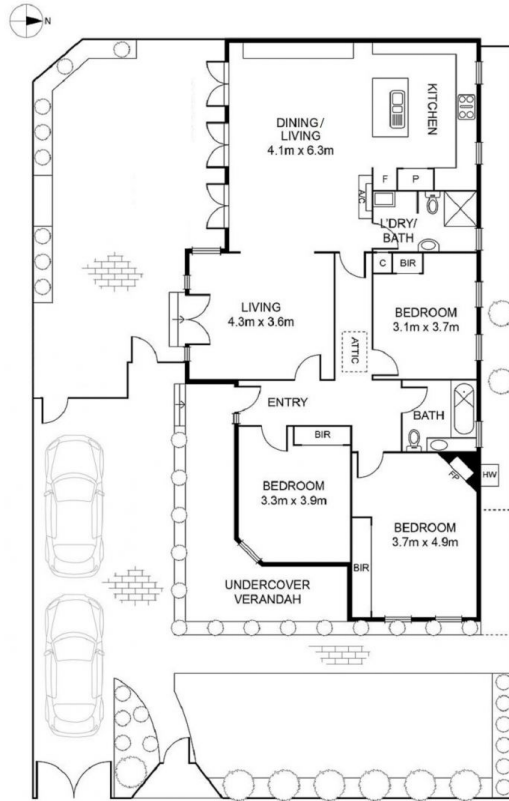 N
DINING/
LIVING
4.1m x 6.3m
KITCHEN
F
P
A/C
L'DRY/
BATH
C
BIR
LIVING
4.3m x 3.6m
BEDROOM
3.1m x 3.7m
ATTIC
ENTRY
BATH
BIR
BEDROOM
3.3m x 3.9m
FP
HW
BEDROOM
3.7m x 4.9m
BIR
UNDERCOVER
VERANDAH